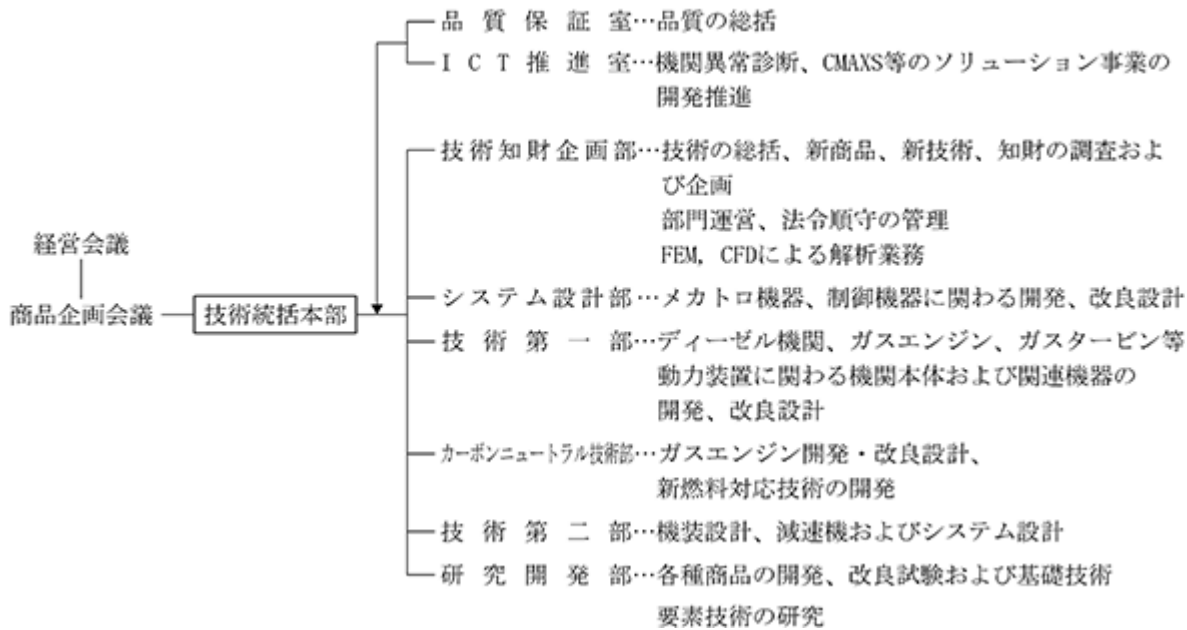 品質保証室…品質の総括
ICT推進室…機関異常診断、CMAXS等のソリューション事業の
開発推進
技術知財企画部…技術の総括、新商品、新技術、知財の調査およ
び企画
部門運営、法令順守の管理
FEM, CFDによる解析業務
経営会議
商品企画会議
技術統括本部
システム設計部…メカトロ機器、制御機器に関わる開発、改良設計
技術第一部…ディーゼル機関、ガスエンジン、ガスタービン等
動力装置に関わる機関本体および関連機器の
開発、改良設計
カーボンニュートラル技術部…ガスエンジン開発・改良設計、
新燃料対応技術の開発
技術第二部…機装設計、減速機およびシステム設計
研究開発部…各種商品の開発、改良試験および基礎技術
要素技術の研究